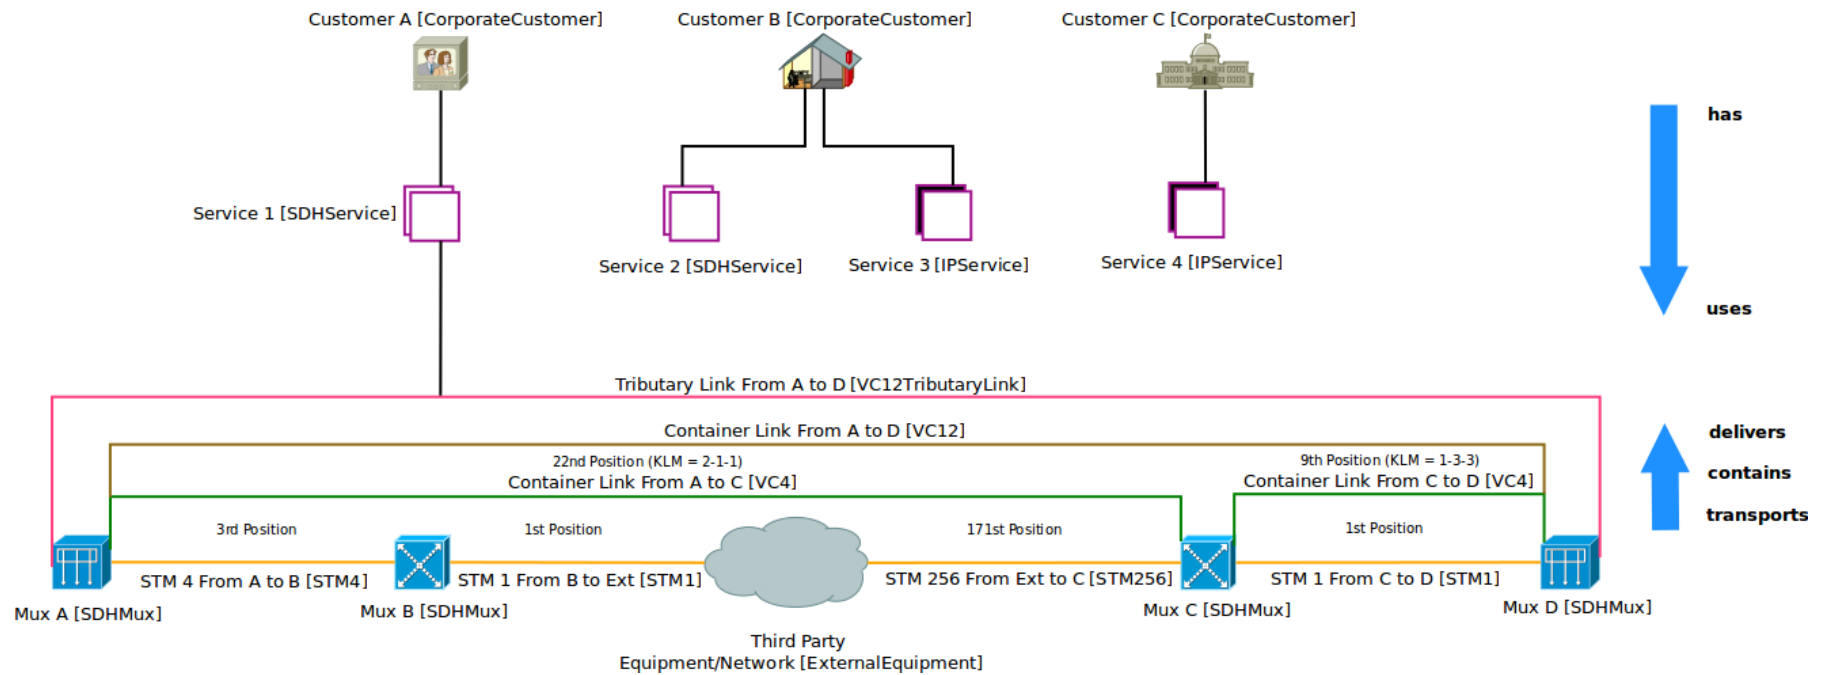 Customer A [CorporateCustomer]
Customer B [CorporateCustomer]
Customer C [CorporateCustomer]
has
Service 1 [SDHService]
Service 2 [SDHService]
Service 3 [IPService]
Service 4 [IPService]
uses
Tributary Link From A to D [VC12TributaryLink]
Container Link From A to D [VC12]
delivers
22nd Position (KLM = 2-1-1)
9th Position (KLM = 1-3-3)
Container Link From A to C [VC4]
Container Link From C to D [VC4]
contains
3rd Position
1st Position
171st Position
1st Position
transports
STM 4 From A to B [STM4]
STM 1 From B to Ext [STM1]
STM 256 From Ext to C [STM256]
STM 1 From C to D [STM1]
Mux A [SDHMux]
Mux B [SDHMux]
Mux C [SDHMux]
Mux D [SDHMux]
Third Party
Equipment/Network [ExternalEquipment]